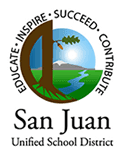 EDUCATE • INSPIRE • SUCCEED • CONTRIBUTE
San Juan
Unified School District